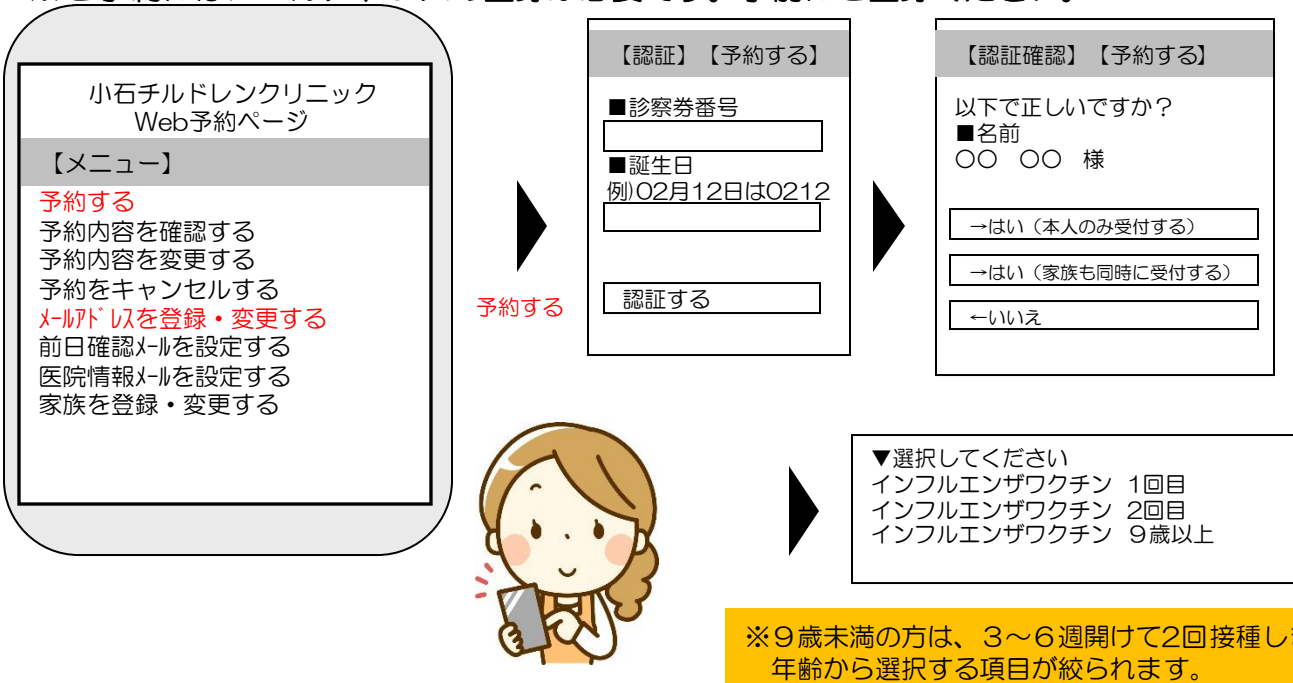 小石チルドレンクリニック
Web予約ページ
【メニュー】
予約する
予約内容を確認する
予約内容を変更する
予約をキャンセルする
ﾒｰﾙｱﾄﾞﾚｽを登録・変更する
前日確認ﾒｰﾙを設定する
医院情報ﾒｰﾙを設定する
家族を登録・変更する
予約する
【認証】【予約する】
■診察券番号
■誕生日
例)02月12日は0212
認証する
【認証確認】【予約する】
以下で正しいですか？
■名前
○○　○○　様
→はい（本人のみ受付する）
→はい（家族も同時に受付する）
←いいえ
▼選択してください
インフルエンザワクチン 1回目
インフルエンザワクチン 2回目
インフルエンザワクチン 9歳以上
※９歳未満の方は、３～６週開けて2回接種し
年齢から選択する項目が絞られます。